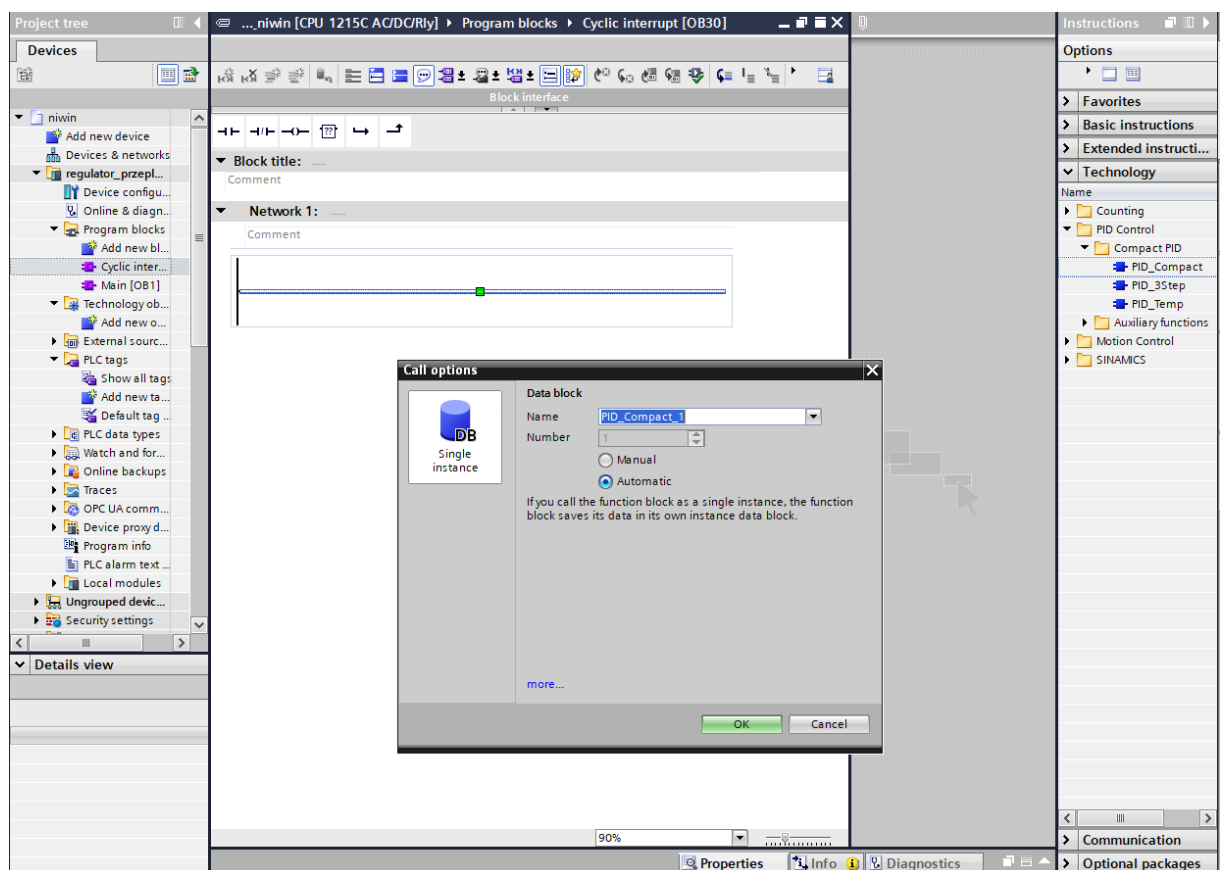 Project tree
Devices
niwin
Add new device
Devices & networks
regulator_przepl...
Device configu...
Online & diagn...
Program blocks
Add new bl...
Cyclic inter...
Main [OB1]
Technology ob...
Add new o...
External sourc...
PLC tags
Show all tags
Add new ta...
Default tag ...
PLC data types
Watch and for...
Online backups
Traces
OPC UA comm...
Device proxy d...
Program info
PLC alarm text ...
Local modules
Ungrouped devic...
Security settings
Details view
..._niwin [CPU 1215C AC/DC/Rly] Program blocks Cyclic interrupt [OB30]
Block interface
??
Block title: .....
Comment
Network 1: .....
Comment
Call options
DB
Single
instance
Data block
Name PID_Compact_1
Number 1
Manual
Automatic
If you call the function block as a single instance, the function
block saves its data in its own instance data block.
more...
OK Cancel
90%
Properties Info Diagnostics
Instructions
Options
Favorites
Basic instructions
Extended instructi...
Technology
Name
Counting
PID Control
Compact PID
PID_Compact
PID_3Step
PID_Temp
Auxiliary functions
Motion Control
SINAMICS
Communication
Optional packages